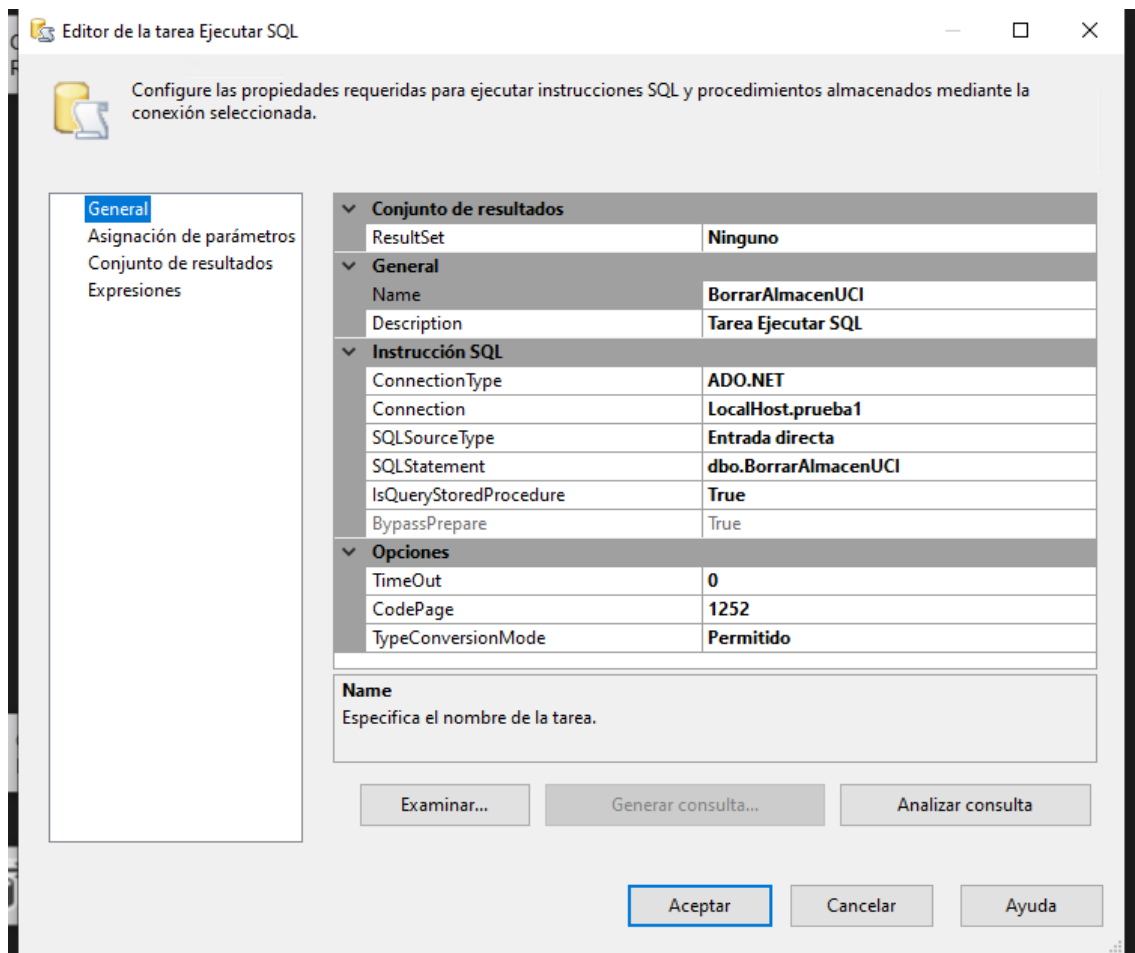 Editor de la tarea Ejecutar SQL
Configure las propiedades requeridas para ejecutar instrucciones SQL y procedimientos almacenados mediante la
conexión seleccionada.
General
Asignación de parámetros
Conjunto de resultados
Expresiones
Conjunto de resultados
ResultSet Ninguno
General
Name BorrarAlmacenUCI
Description Tarea Ejecutar SQL
Instrucción SQL
ConnectionType ADO.NET
Connection LocalHost.prueba1
SQLSourceType Entrada directa
SQLStatement dbo.BorrarAlmacenUCI
IsQueryStoredProcedure True
BypassPrepare True
Opciones
TimeOut 0
CodePage 1252
TypeConversionMode Permitido
Name
Especifica el nombre de la tarea.
Examinar... Generar consulta... Analizar consulta
Aceptar Cancelar Ayuda